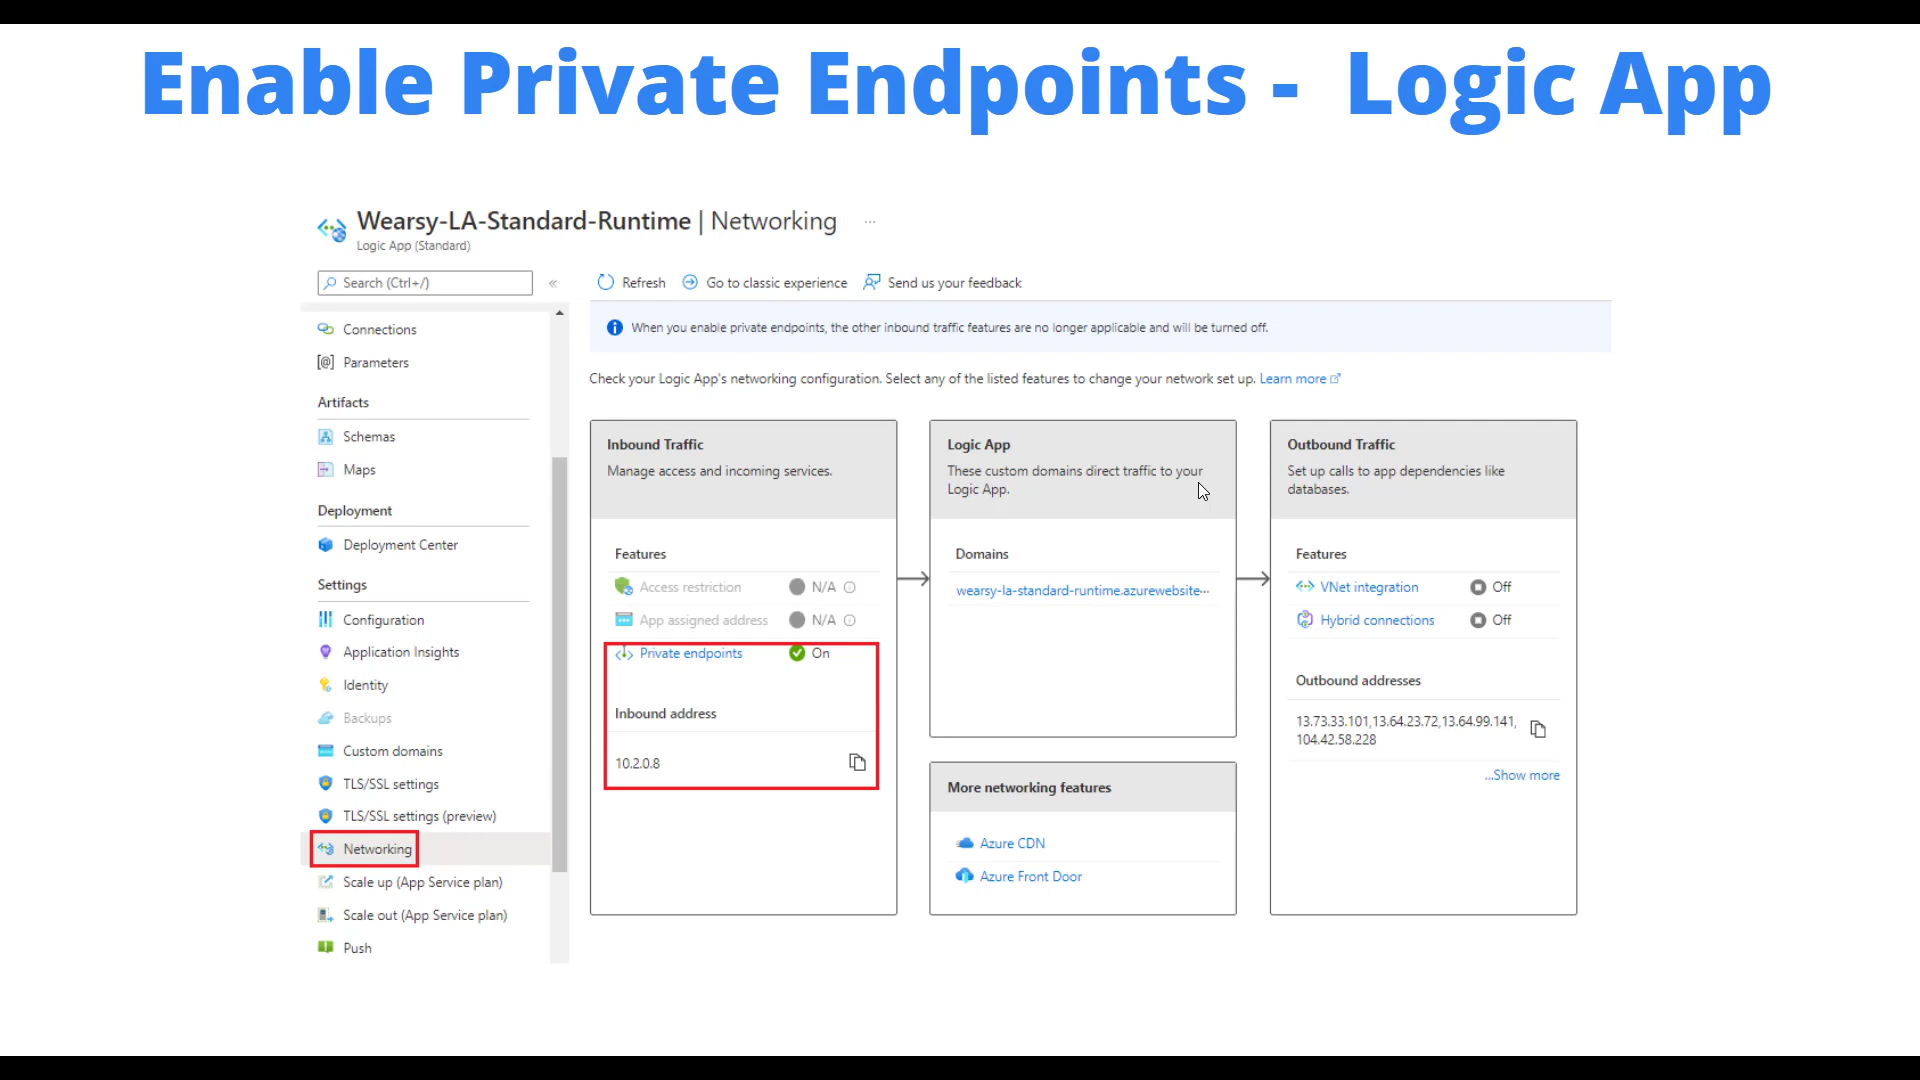 Enable Private Endpoints - Logic App
Wearsy-LA-Standard-Runtime | Networking ...
Logic App (Standard)
Search (Ctrl+/) «
Refresh Go to classic experience Send us your feedback
When you enable private endpoints, the other inbound traffic features are no longer applicable and will be turned off.
Check your Logic App's networking configuration. Select any of the listed features to change your network set up. Learn more
Connections
[@] Parameters
Artifacts
Schemas
Maps
Deployment
Deployment Center
Settings
Configuration
Application Insights
Identity
Backups
Custom domains
TLS/SSL settings
TLS/SSL settings (preview)
Networking
Scale up (App Service plan)
Scale out (App Service plan)
Push
Inbound Traffic
Manage access and incoming services.
Features
Access restriction N/A
App assigned address N/A
Private endpoints On
Inbound address
10.2.0.8
Logic App
These custom domains direct traffic to your
Logic App.
Domains
wearsy-la-standard-runtime.azurewebsite...
More networking features
Azure CDN
Azure Front Door
Outbound Traffic
Set up calls to app dependencies like
databases.
Features
VNet integration Off
Hybrid connections Off
Outbound addresses
13.73.33.101,13.64.23.72,13.64.99.141,
104.42.58.228
...Show more